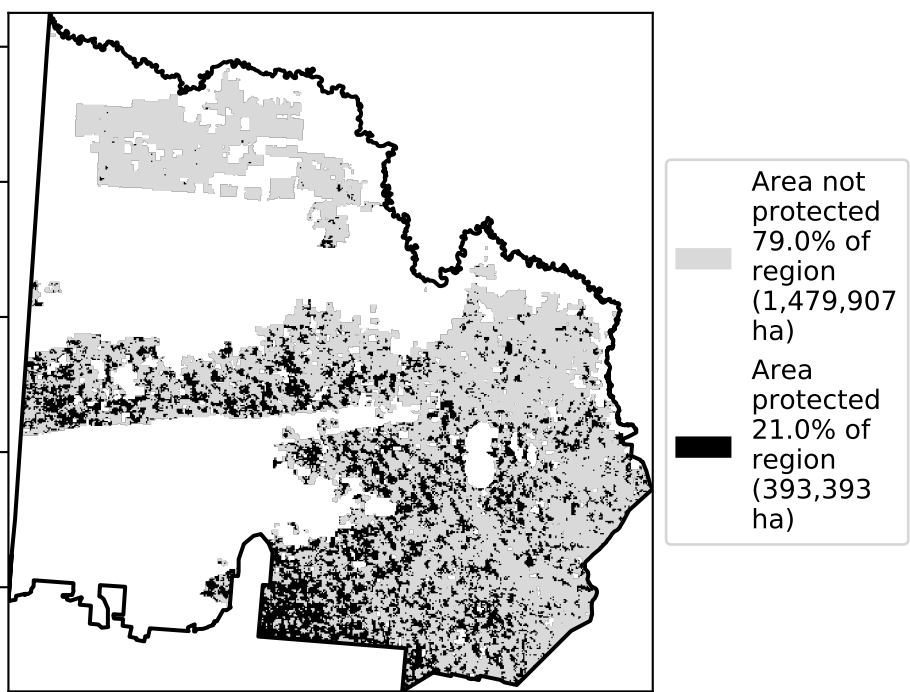 Area not
protected
79.0% of
region
(1,479,907
ha)
Area
protected
21.0% of
region
(393,393
ha)